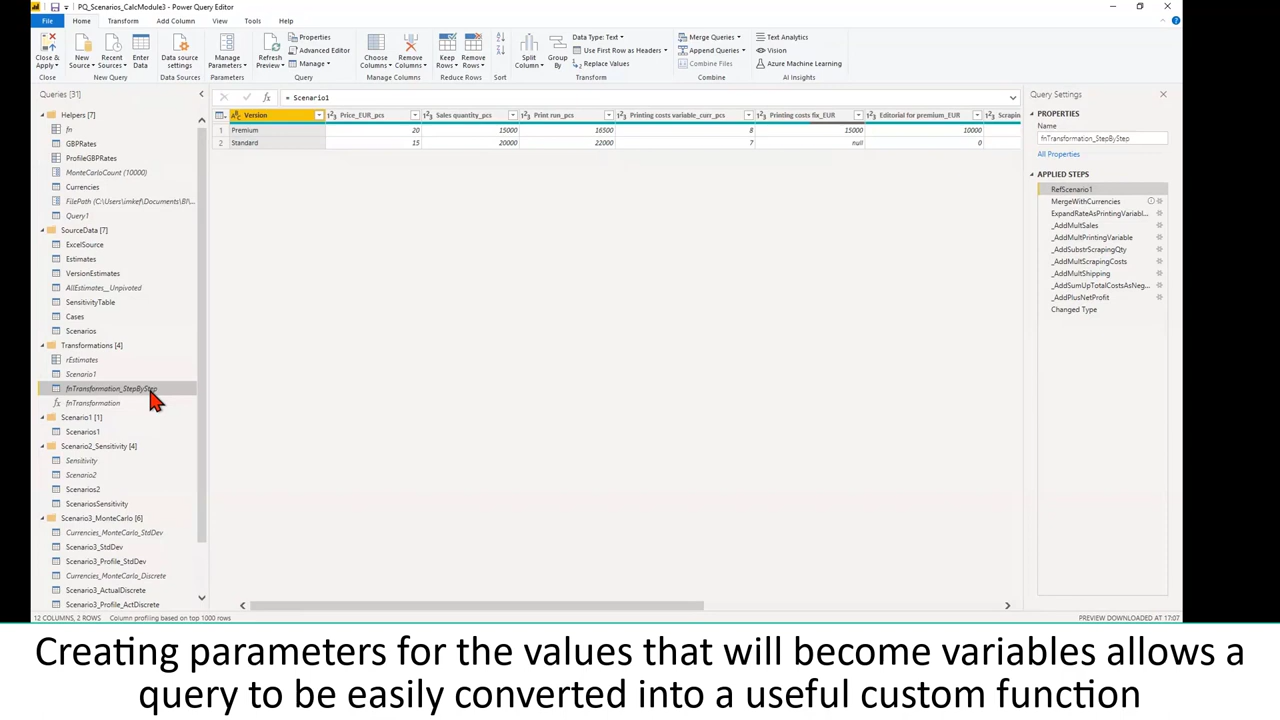 PQ_Scenarios_CalcModule3 - Power Query Editor
File Home Transform Add Column View Tools Help
Close & Apply
New Source
Recent Sources
Enter Data
Data source settings
Manage Parameters
Refresh Preview
Properties
Advanced Editor
Manage
Choose Columns
Remove Columns
Keep Rows
Remove Rows
Split Column
Group By
Data Type: Text
Use First Row as Headers
Replace Values
Merge Queries
Append Queries
Combine Files
Text Analytics
Vision
Azure Machine Learning
Close New Query Data Sources Parameters Query Manage Columns Reduce Rows Sort Transform Combine AI Insights
Queries [31]
Helpers [7]
fn
GBPRates
ProfileGBPRates
MonteCarloCount (10000)
Currencies
FilePath (C:\Users\imkef\Documents\BI\...
Query1
SourceData [7]
ExcelSource
Estimates
VersionEstimates
AllEstimates__Unpivoted
SensitivityTable
Cases
Scenarios
Transformations [4]
rEstimates
Scenario1
fnTransformation_StepByStep
fnTransformation
Scenario1 [1]
Scenarios1
Scenario2_Sensitivity [4]
Sensitivity
Scenario2
Scenarios2
ScenariosSensitivity
Scenario3_MonteCarlo [6]
Currencies_MonteCarlo_StdDev
Scenario3_StdDev
Scenario3_Profile_StdDev
Currencies_MonteCarlo_Discrete
Scenario3_ActualDiscrete
Scenario3_Profile_ActDiscrete
fx = Scenario1
Version Price_EUR_pcs Sales quantity_pcs Print run_pcs Printing costs variable_curr_pcs Printing costs fix_EUR Editorial for premium_EUR Scraping
1 Premium 20 15000 16500 8 15000 10000
2 Standard 15 20000 22000 7 null 0
Query Settings
PROPERTIES
Name
fnTransformation_StepByStep
All Properties
APPLIED STEPS
RefScenario1
MergeWithCurrencies
ExpandRateAsPrintingVariabl...
_AddMultSales
_AddMultPrintingVariable
_AddSubstrScrapingQty
_AddMultScrapingCosts
_AddMultShipping
_AddSumUpTotalCostsAsNeg...
_AddPlusNetProfit
Changed Type
12 COLUMNS, 2 ROWS Column profiling based on top 1000 rows PREVIEW DOWNLOADED AT 17:07
Creating parameters for the values that will become variables allows a
query to be easily converted into a useful custom function